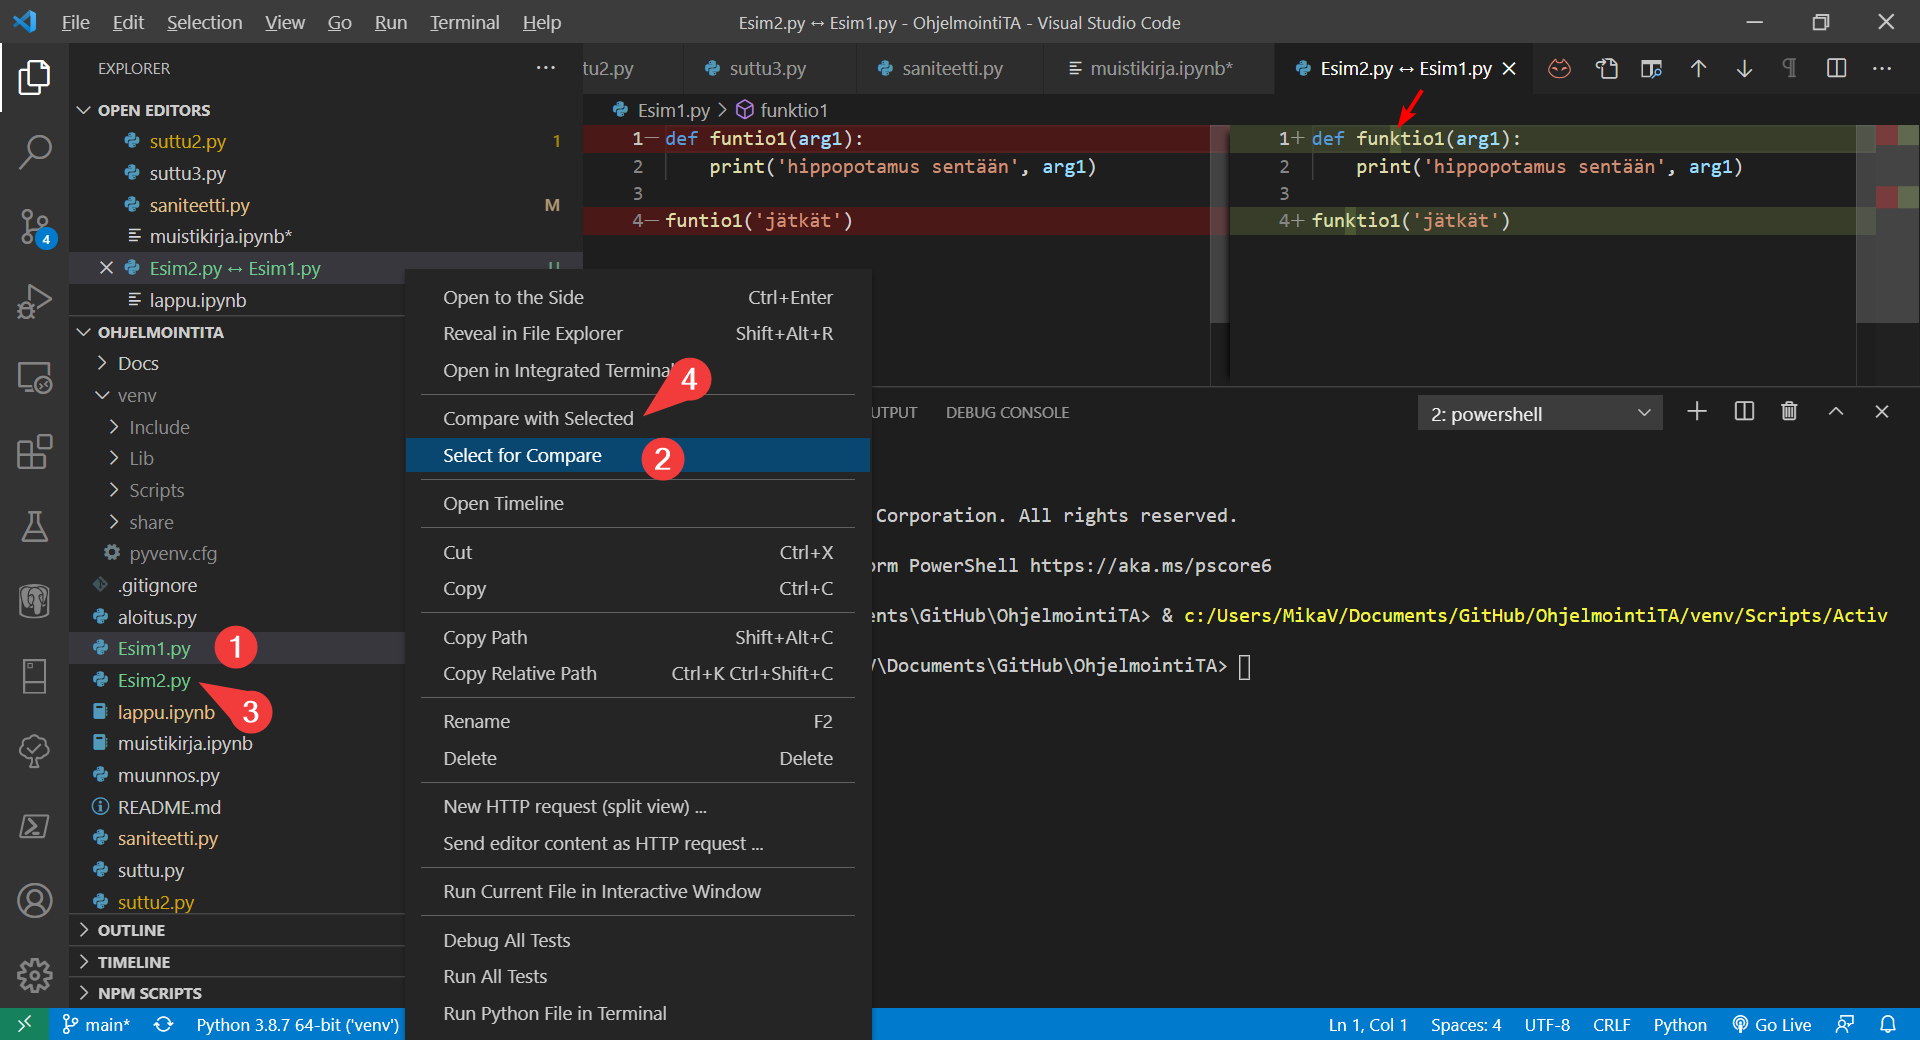 File Edit Selection View Go Run Terminal Help
Esim2.py ↔ Esim1.py - OhjelmointiTA - Visual Studio Code
EXPLORER
OPEN EDITORS
suttu2.py 1
suttu3.py
saniteetti.py M
muistikirja.ipynb*
Esim2.py ↔ Esim1.py U
lappu.ipynb
OHJELMOINTITA
Docs
venv
Include
Lib
Scripts
share
pyvenv.cfg
.gitignore
aloitus.py
Esim1.py 1
Esim2.py
lappu.ipynb 3
muistikirja.ipynb
muunnos.py
README.md
saniteetti.py
suttu.py
suttu2.py
OUTLINE
TIMELINE
NPM SCRIPTS
4
tu2.py suttu3.py saniteetti.py muistikirja.ipynb* Esim2.py ↔ Esim1.py
Esim1.py > funktio1
1— def funtio1(arg1):
2 print('hippopotamus sentään', arg1)
3
4— funtio1('jätkät')
1+ def funktio1(arg1):
2 print('hippopotamus sentään', arg1)
3
4+ funktio1('jätkät')
Open to the Side Ctrl+Enter
Reveal in File Explorer Shift+Alt+R
Open in Integrated Terminal
4
Compare with Selected
Select for Compare 2
Open Timeline
Cut Ctrl+X
Copy Ctrl+C
Copy Path Shift+Alt+C
Copy Relative Path Ctrl+K Ctrl+Shift+C
Rename F2
Delete Delete
New HTTP request (split view) ...
Send editor content as HTTP request ...
Run Current File in Interactive Window
Debug All Tests
Run All Tests
Run Python File in Terminal
UTPUT DEBUG CONSOLE 2: powershell
Corporation. All rights reserved.
orm PowerShell https://aka.ms/pscore6
ents\GitHub\OhjelmointiTA> & c:/Users/MikaV/Documents/GitHub/OhjelmointiTA/venv/Scripts/Activ
V\Documents\GitHub\OhjelmointiTA>
main* Python 3.8.7 64-bit ('venv') Ln 1, Col 1 Spaces: 4 UTF-8 CRLF Python Go Live